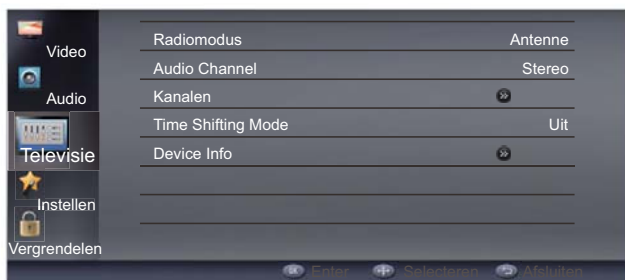 Video
Audio
Televisie
Instellen
Vergrendelen
Radiomodus Antenne
Audio Channel Stereo
Kanalen
Time Shifting Mode Uit
Device Info
OK Enter Selecteren Afsluiten